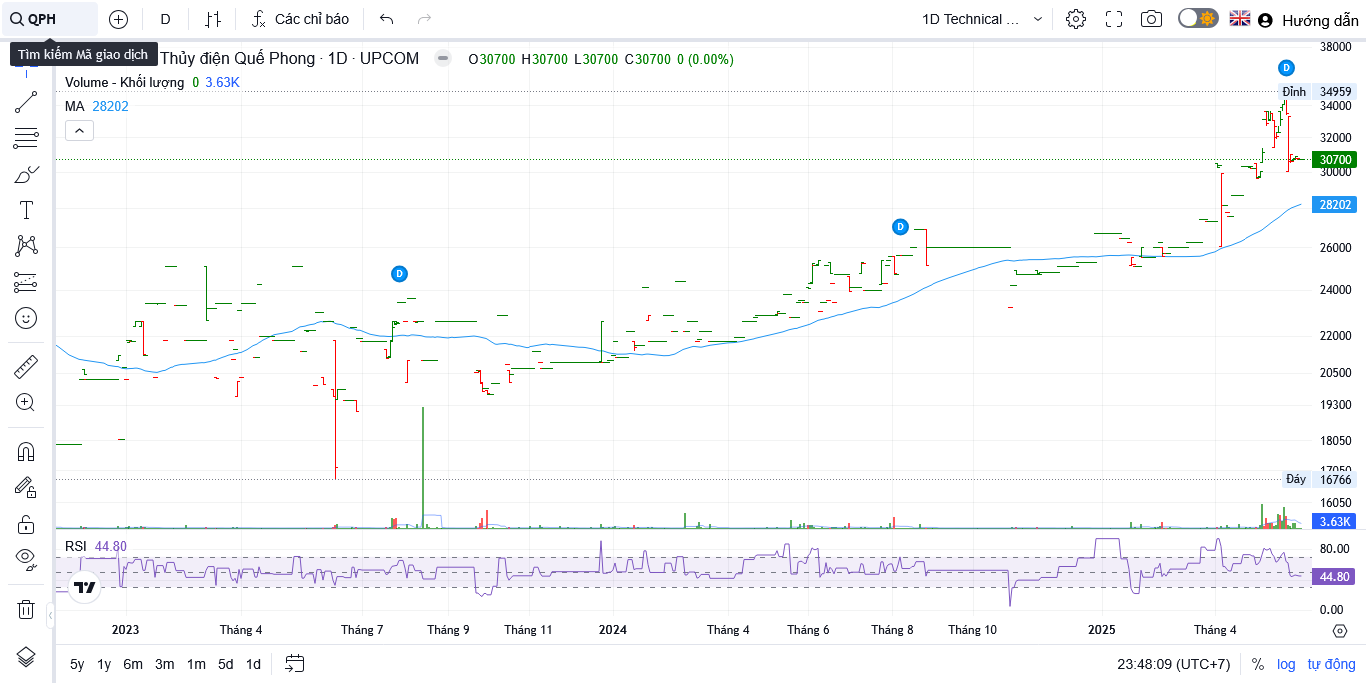 QPH D Các chỉ báo 1D Technical ... Hướng dẫn
Tìm kiếm Mã giao dịch
Thủy điện Quế Phong · 1D · UPCOM O30700 H30700 L30700 C30700 0 (0.00%)
Volume - Khối lượng 0 3.63K
MA 28202
38000
D
Đỉnh 34959
34000
32000
30700
30000
28202
D
26000
D
24000
22000
20500
19300
18050
17050
Đáy 16766
16050
3.63K
RSI 44.80
80.00
44.80
0.00
2023 Tháng 4 Tháng 7 Tháng 9 Tháng 11 2024 Tháng 4 Tháng 6 Tháng 8 Tháng 10 2025 Tháng 4
5y 1y 6m 3m 1m 5d 1d 23:48:09 (UTC+7) % log tự động